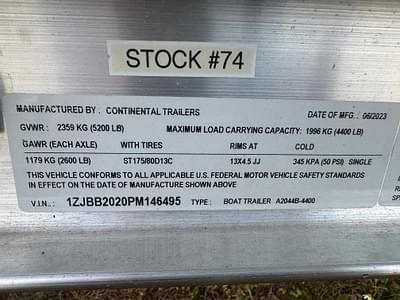 STOCK #74
MANUFACTURED BY : CONTINENTAL TRAILERS DATE OF MFG. : 06/2023
GVWR : 2359 KG (5200 LB) MAXIMUM LOAD CARRYING CAPACITY: 1996 KG (4400 LB)
GAWR (EACH AXLE) WITH TIRES RIMS AT COLD
1179 KG (2600 LB) ST175/80D13C 13X4.5 JJ 345 KPA (50 PSI) SINGLE
THIS VEHICLE CONFORMS TO ALL APPLICABLE U.S. FEDERAL MOTOR VEHICLE SAFETY STANDARDS
IN EFFECT ON THE DATE OF MANUFACTURE SHOWN ABOVE
V.I.N.: 1ZJBB2020PM146495 TYPE: BOAT TRAILER A2044B-4400